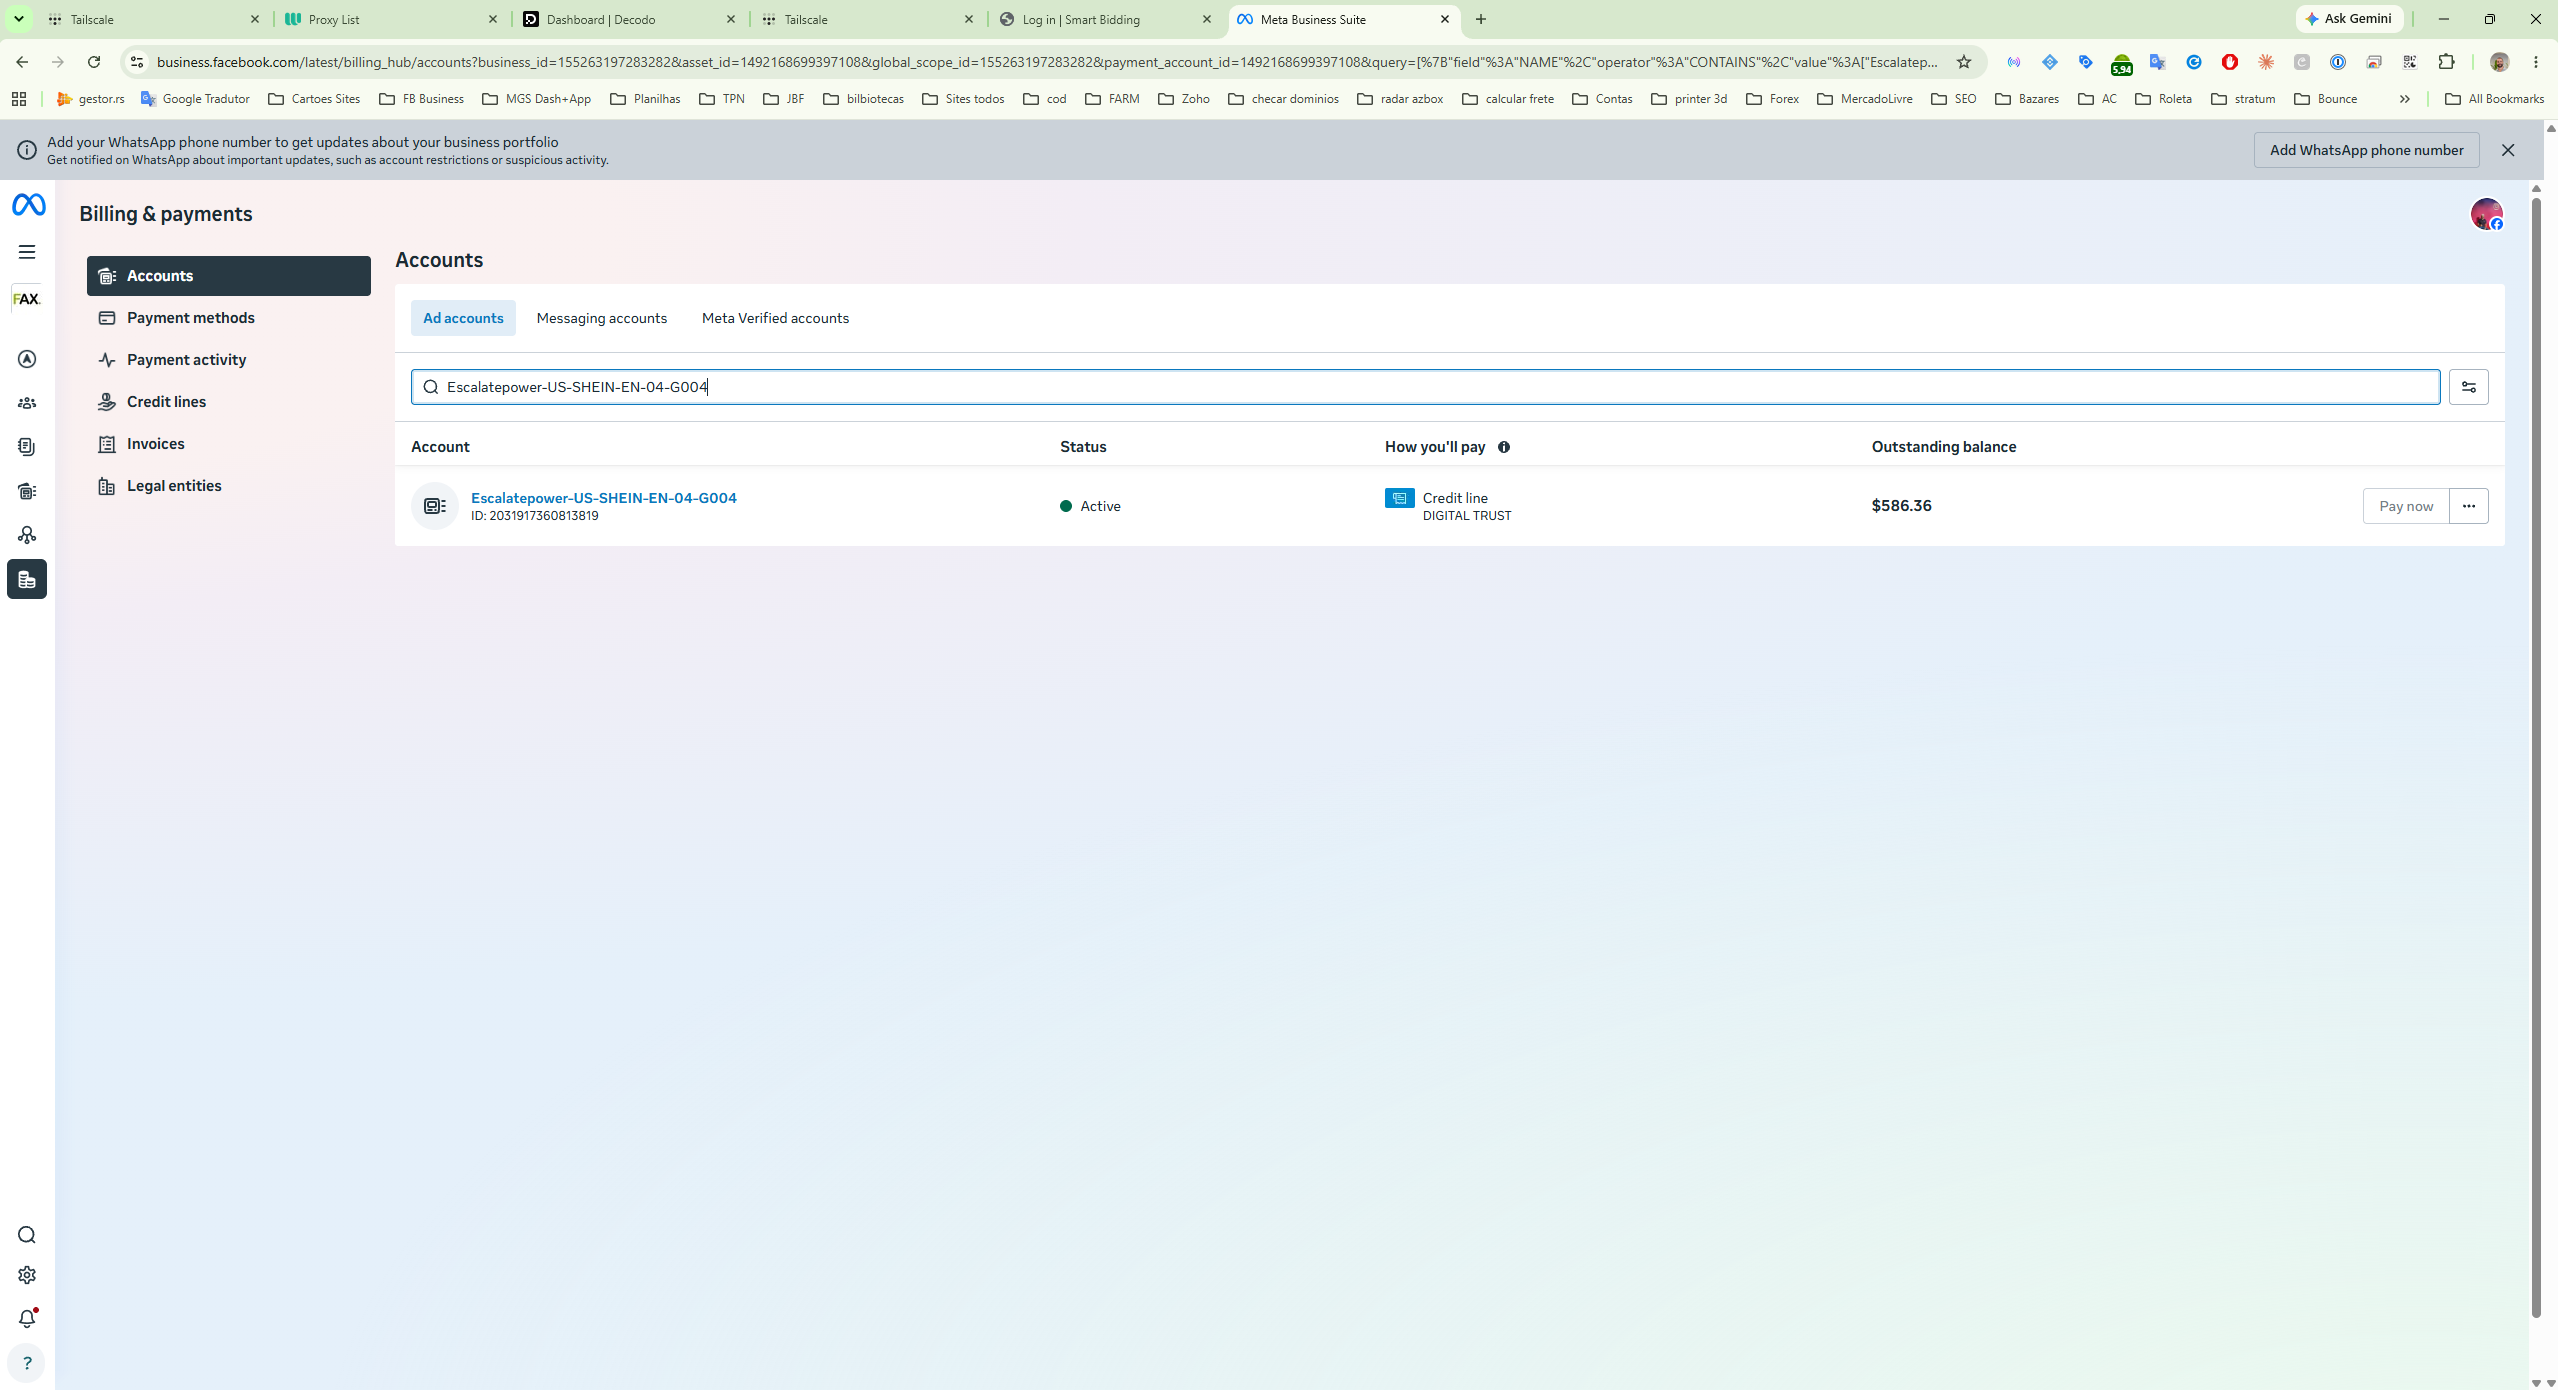 Tailscale
Proxy List
Dashboard | Decodo
Tailscale
Log in | Smart Bidding
Meta Business Suite
Ask Gemini
business.facebook.com/latest/billing_hub/accounts?business_id=155263197283282&asset_id=1492168699397108&global_scope_id=155263197283282&payment_account_id=1492168699397108&query=[%7B"field"%3A"NAME"%2C"operator"%3A"CONTAINS"%2C"value"%3A["Escalatep...
5,94
gestor.rs
Google Tradutor
Cartoes Sites
FB Business
MGS Dash+App
Planilhas
TPN
JBF
bilbiotecas
Sites todos
cod
FARM
Zoho
checar dominios
radar azbox
calcular frete
Contas
printer 3d
Forex
MercadoLivre
SEO
Bazares
AC
Roleta
stratum
Bounce
All Bookmarks
Add your WhatsApp phone number to get updates about your business portfolio
Get notified on WhatsApp about important updates, such as account restrictions or suspicious activity.
Add WhatsApp phone number
Billing & payments
FAX.
Accounts
Payment methods
Payment activity
Credit lines
Invoices
Legal entities
Accounts
Ad accounts
Messaging accounts
Meta Verified accounts
Escalatepower-US-SHEIN-EN-04-G004
Account
Status
How you'll pay
Outstanding balance
Escalatepower-US-SHEIN-EN-04-G004
ID: 2031917360813819
Active
Credit line
DIGITAL TRUST
$586.36
Pay now
?